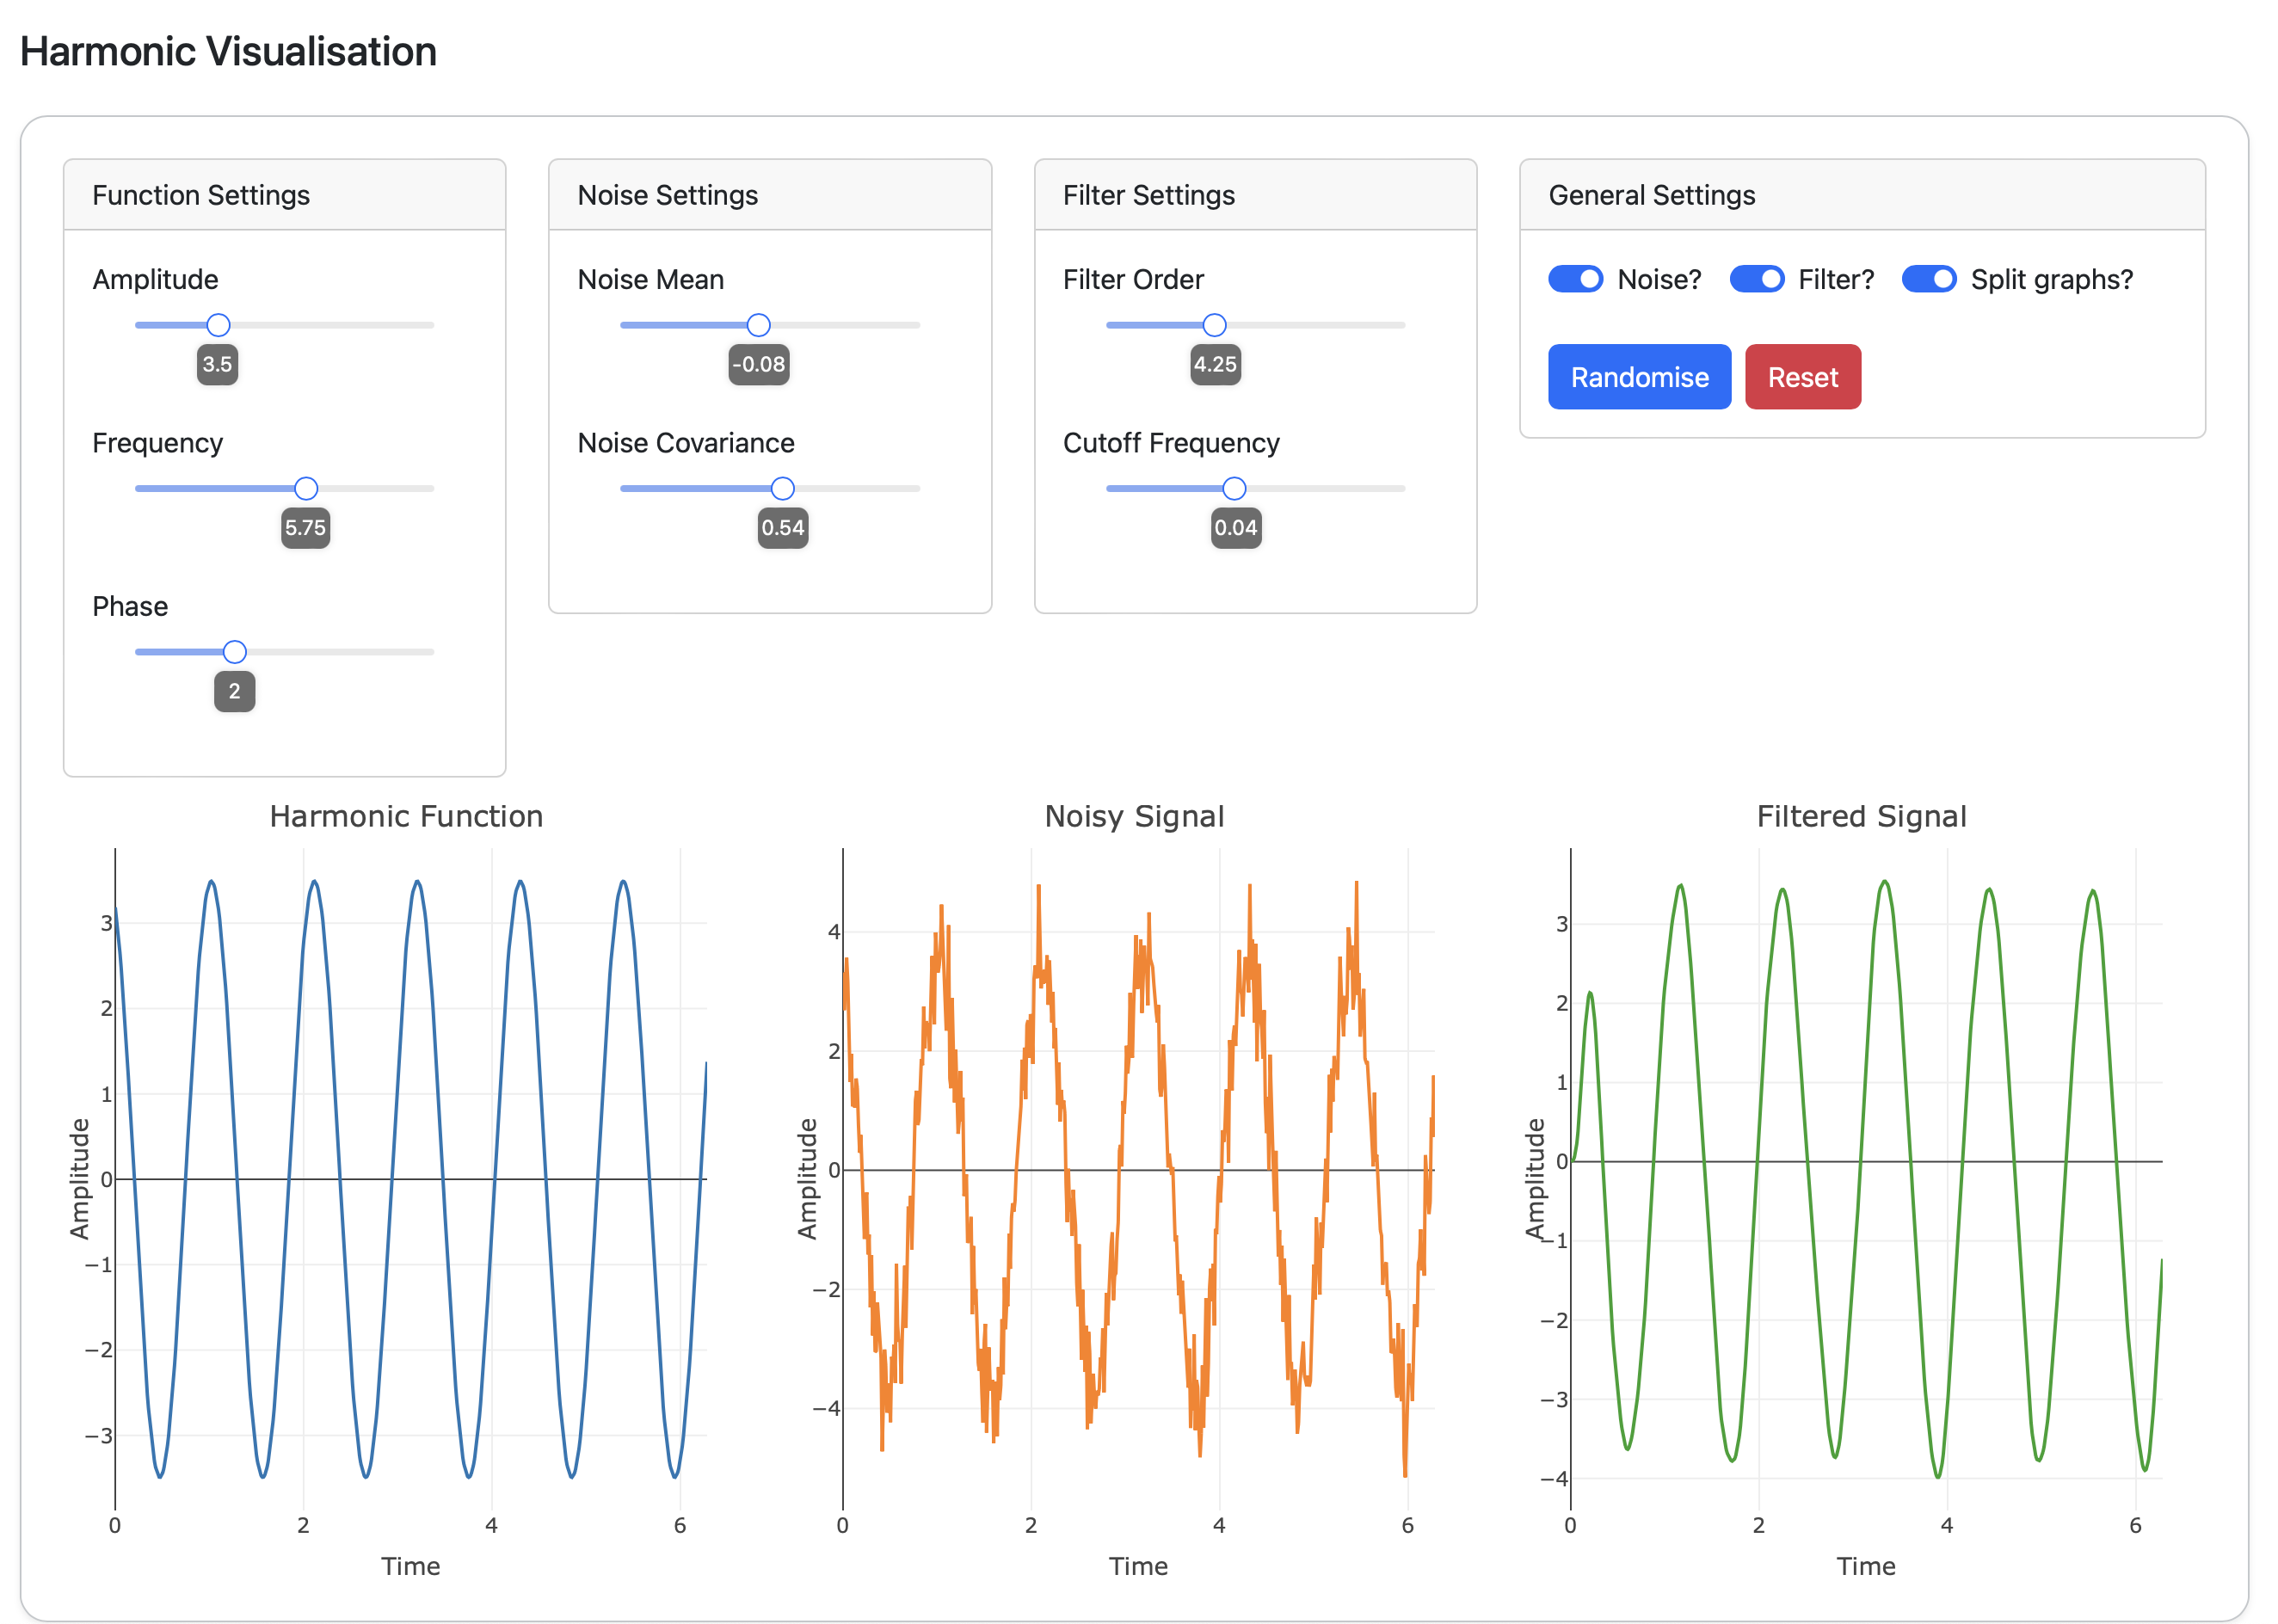 Harmonic Visualisation
Function Settings
Amplitude
3.5
Frequency
5.75
Phase
2
Noise Settings
Noise Mean
-0.08
Noise Covariance
0.54
Filter Settings
Filter Order
4.25
Cutoff Frequency
0.04
General Settings
Noise? Filter? Split graphs?
Randomise Reset
Harmonic Function
Amplitude
3
2
1
0
−1
−2
−3
0 2 4 6
Time
Noisy Signal
Amplitude
4
2
0
−2
−4
0 2 4 6
Time
Filtered Signal
Amplitude
3
2
1
0
−1
−2
−3
−4
0 2 4 6
Time